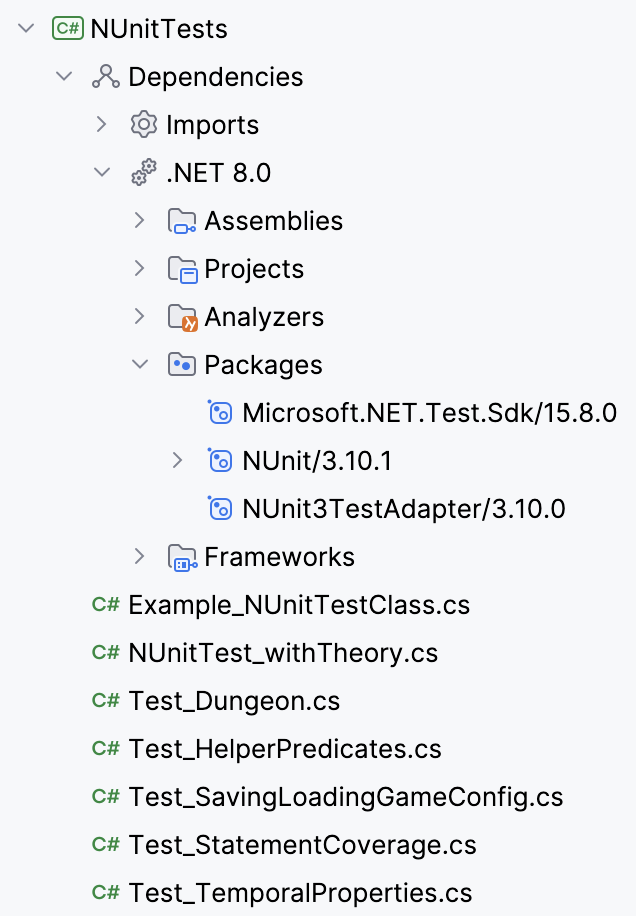 C# NUnitTests
Dependencies
Imports
.NET 8.0
Assemblies
Projects
Analyzers
Packages
Microsoft.NET.Test.Sdk/15.8.0
NUnit/3.10.1
NUnit3TestAdapter/3.10.0
Frameworks
C# Example_NUnitTestClass.cs
C# NUnitTest_withTheory.cs
C# Test_Dungeon.cs
C# Test_HelperPredicates.cs
C# Test_SavingLoadingGameConfig.cs
C# Test_StatementCoverage.cs
C# Test_TemporalProperties.cs